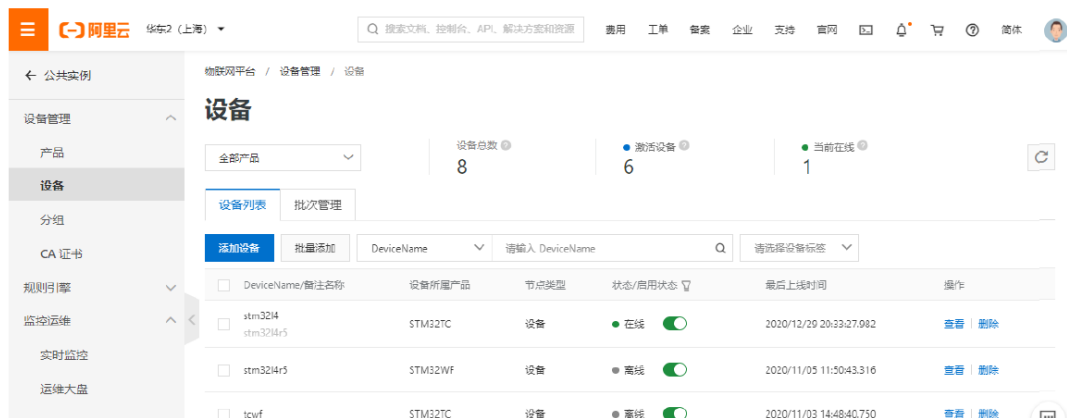 阿里云 华东2（上海） 搜索文档、控制台、API、解决方案和资源 费用 工单 备案 企业 支持 官网 简体
公共实例
物联网平台 / 设备管理 / 设备
设备
设备管理
产品
设备
分组
CA 证书
规则引擎
监控运维
实时监控
运维大盘
全部产品
设备总数
8
激活设备
6
当前在线
1
设备列表 批次管理
添加设备 批量添加 DeviceName 请输入 DeviceName 请选择设备标签
DeviceName/备注名称 设备所属产品 节点类型 状态/启用状态 最后上线时间 操作
stm32l4 STM32TC 设备 在线 2020/12/29 20:33:27.982 查看 删除
stm32l4r5
stm32l4r5 STM32WF 设备 离线 2020/11/05 11:50:43.316 查看 删除
tcwf STM32TC 设备 离线 2020/11/03 14:48:40.750 查看 删除